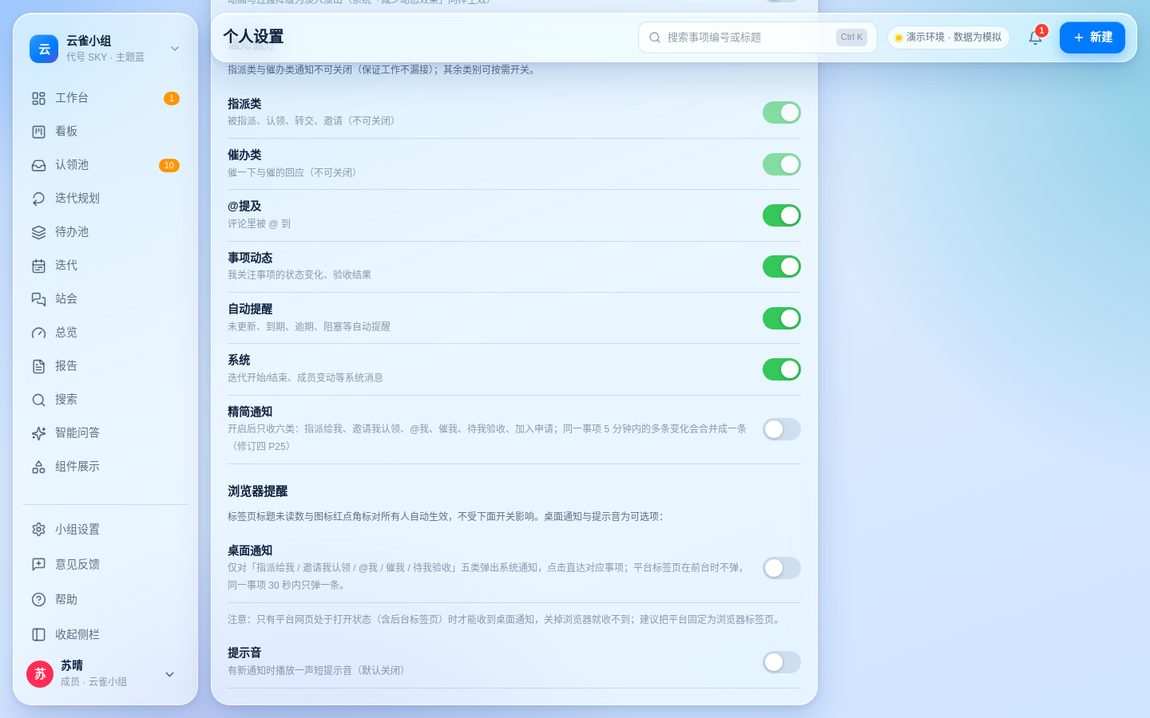 云
云雀小组
代号 SKY · 主题蓝
工作台
1
看板
认领池
10
迭代规划
待办池
迭代
站会
总览
报告
搜索
智能问答
组件展示
小组设置
意见反馈
帮助
收起侧栏
苏
苏晴
成员 · 云雀小组
个人设置
搜索事项编号或标题
Ctrl K
演示环境 · 数据为模拟
1
新建
指派类与催办类通知不可关闭（保证工作不漏接）；其余类别可按需开关。
指派类
被指派、认领、转交、邀请（不可关闭）
催办类
催一下与催的回应（不可关闭）
@提及
评论里被 @ 到
事项动态
我关注事项的状态变化、验收结果
自动提醒
未更新、到期、逾期、阻塞等自动提醒
系统
迭代开始/结束、成员变动等系统消息
精简通知
开启后只收六类：指派给我、邀请我认领、@我、催我、待我验收、加入申请；同一事项 5 分钟内的多条变化会合并成一条
（修订四 P25）
浏览器提醒
标签页标题未读数与图标红点角标对所有人自动生效，不受下面开关影响。桌面通知与提示音为可选项：
桌面通知
仅对「指派给我 / 邀请我认领 / @我 / 催我 / 待我验收」五类弹出系统通知，点击直达对应事项；平台标签页在前台时不弹，
同一事项 30 秒内只弹一条。
注意：只有平台网页处于打开状态（含后台标签页）时才能收到桌面通知，关掉浏览器就收不到；建议把平台固定为浏览器标签页。
提示音
有新通知时播放一声短提示音（默认关闭）